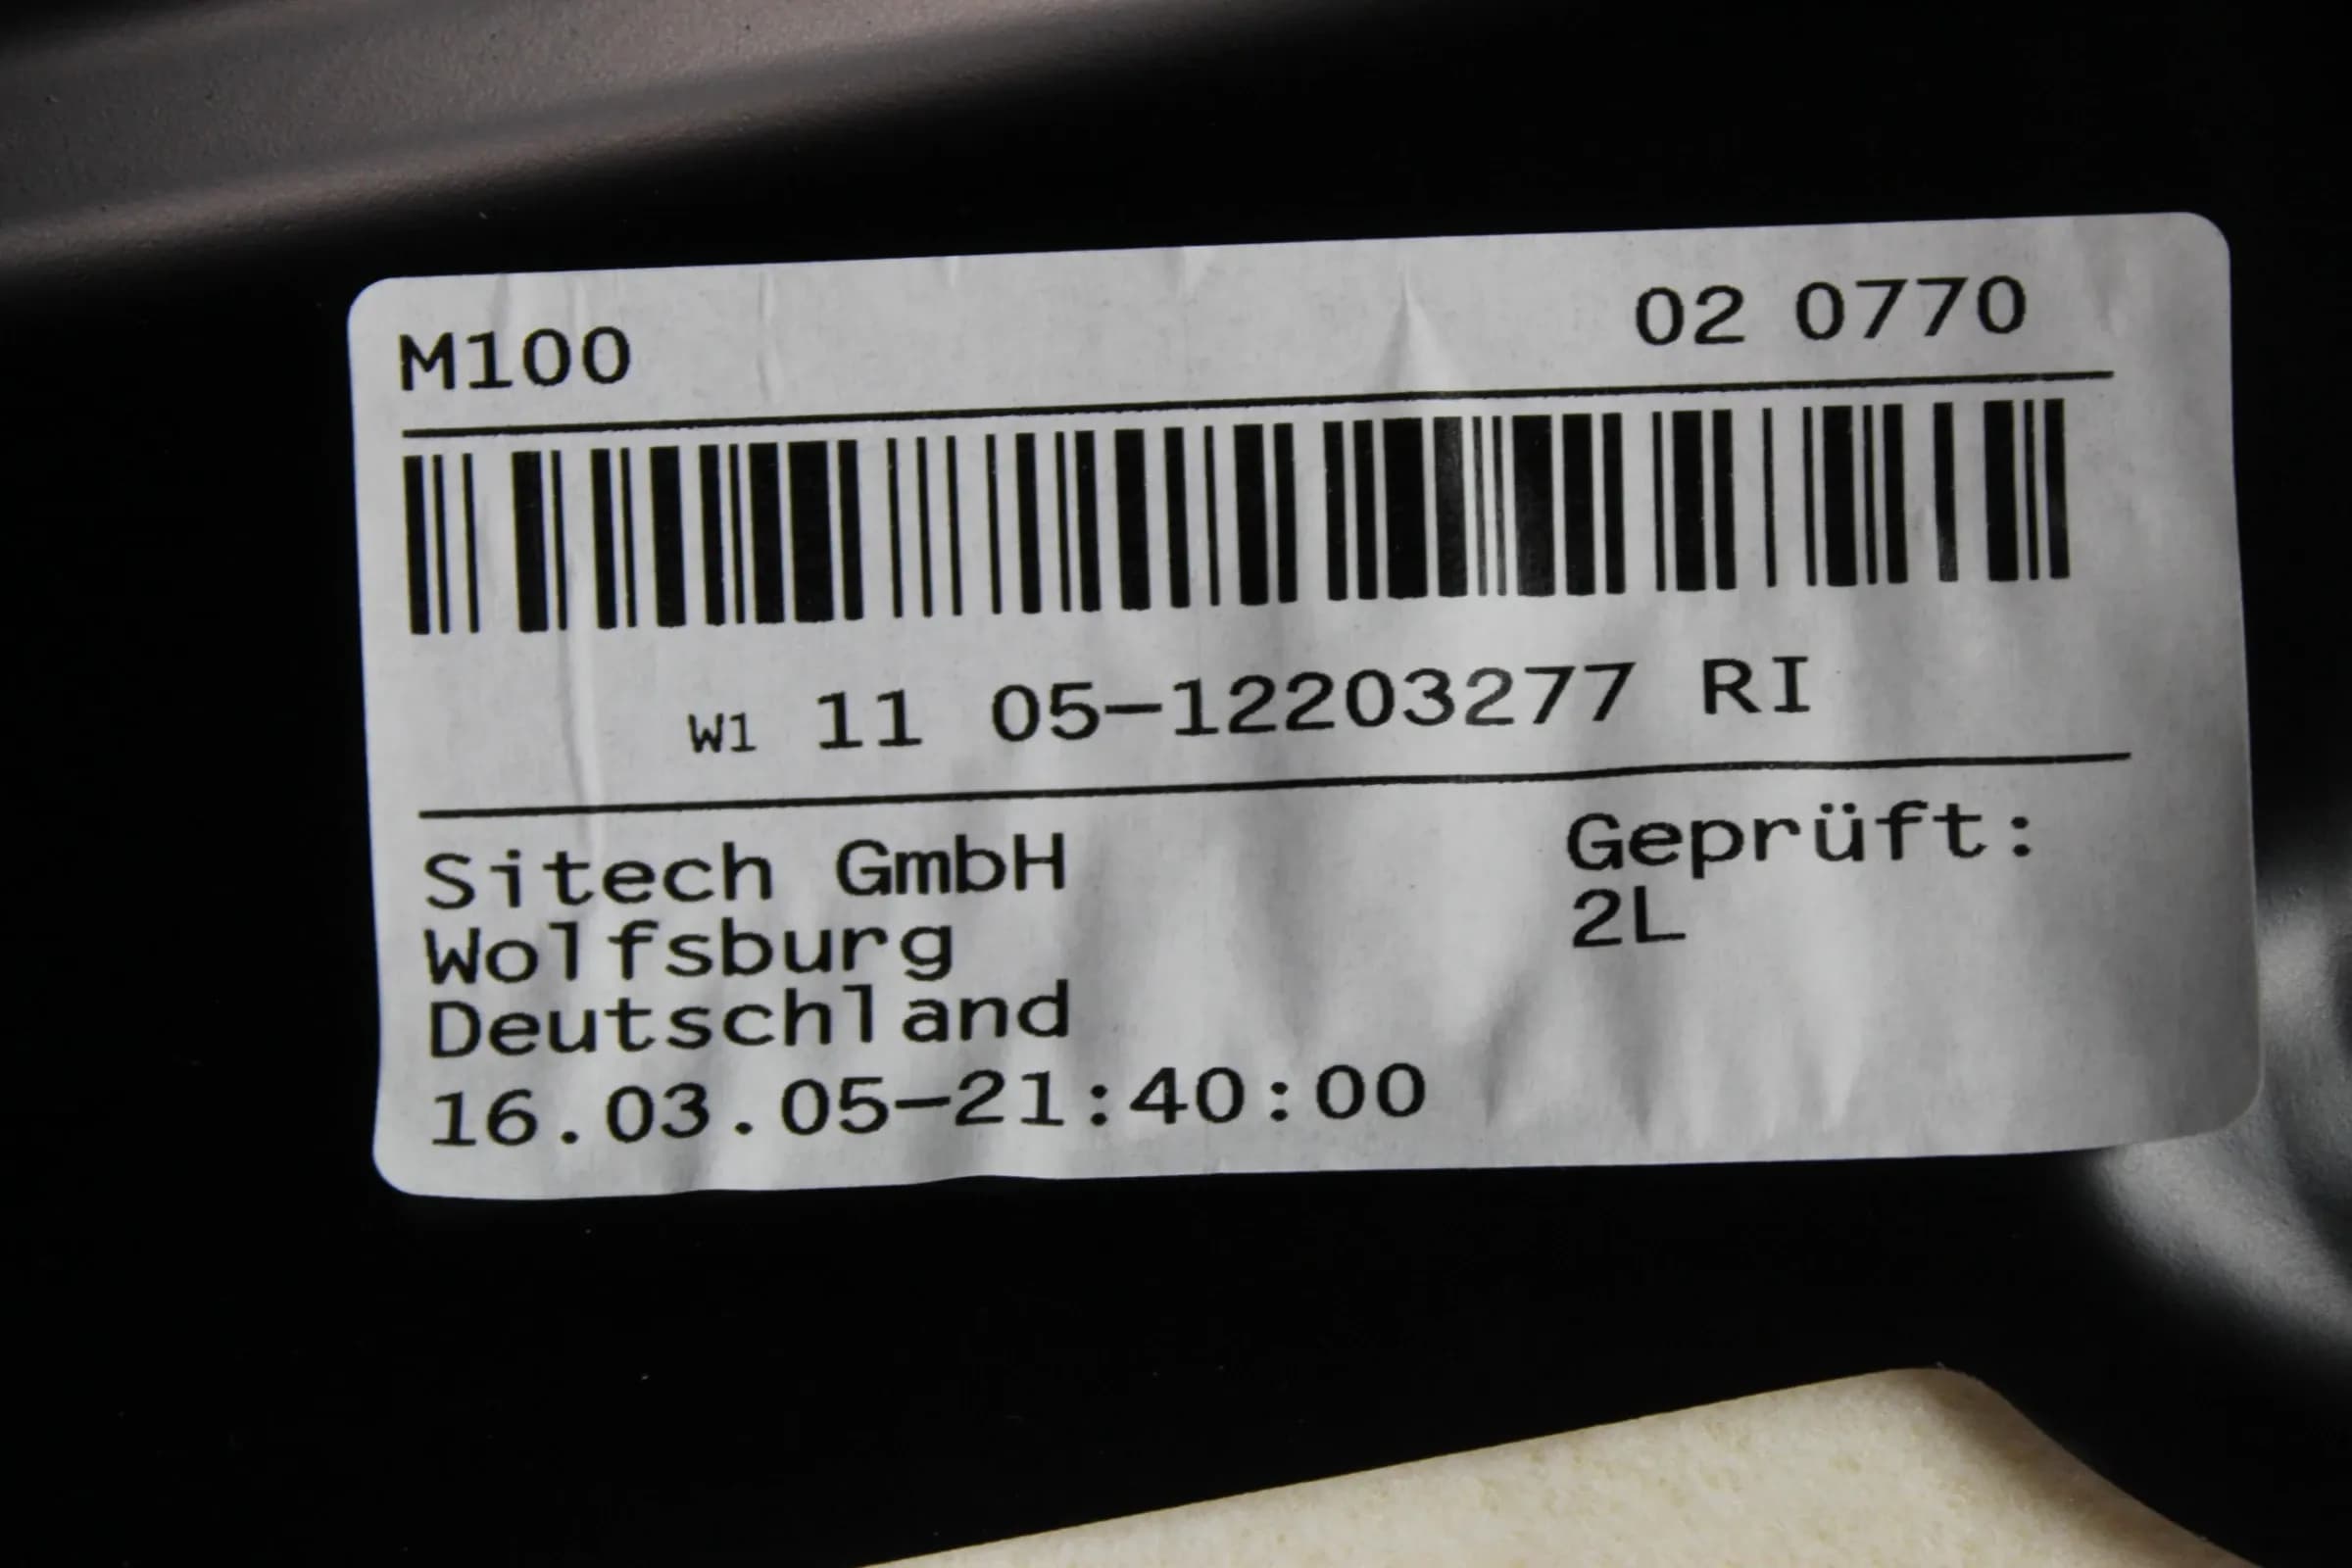 M100 02 0770
W1 11 05-12203277 RI
Sitech GmbH Geprüft:
Wolfsburg 2L
Deutschland
16.03.05-21:40:00